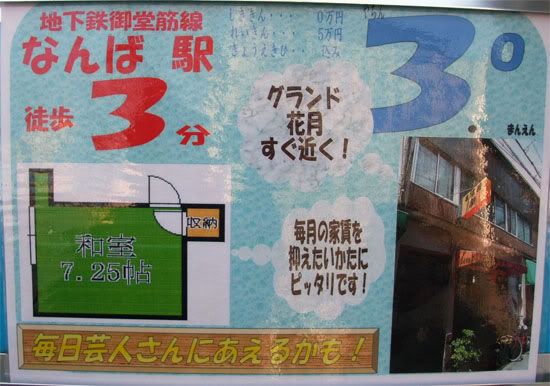 地下鉄御堂筋線
なんば 駅
徒歩 3 分
しききん・・・ 0万円
れいきん・・・ 5万円
きょうえきひ・・ 込み
やちん
3.0
まんえん
グランド
花月
すぐ近く！
収納
和室
7.25帖
毎月の家賃を
抑えたいかたに
ピッタリです！
毎日芸人さんにあえるかも！